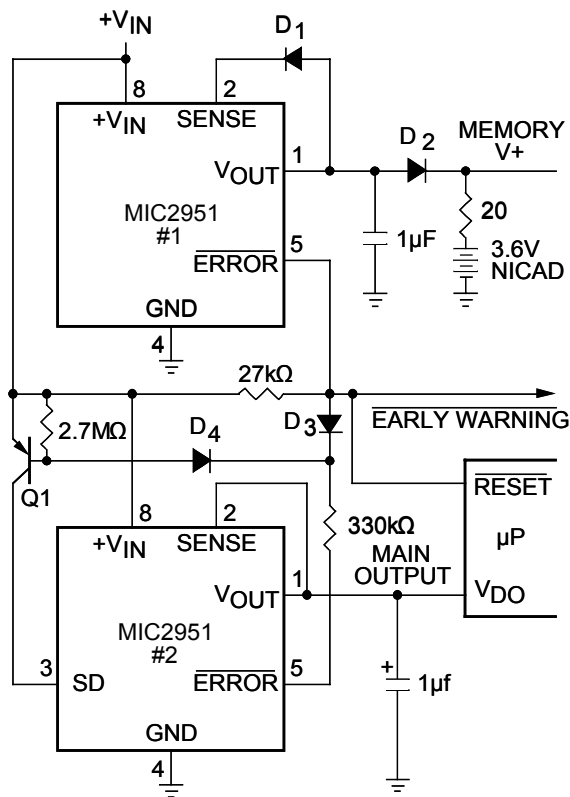 +VIN
D1
8
2
+VIN
SENSE
D2
MEMORY
V+
1
VOUT
MIC2951
#1
20
1µF
5
3.6V
NICAD
ERROR
GND
4
27kΩ
D3
EARLY WARNING
2.7MΩ
D4
Q1
RESET
8
2
330kΩ
µP
+VIN
SENSE
MAIN
OUTPUT
1
VOUT
VDO
MIC2951
#2
3
SD
ERROR
5
+
1µf
GND
4